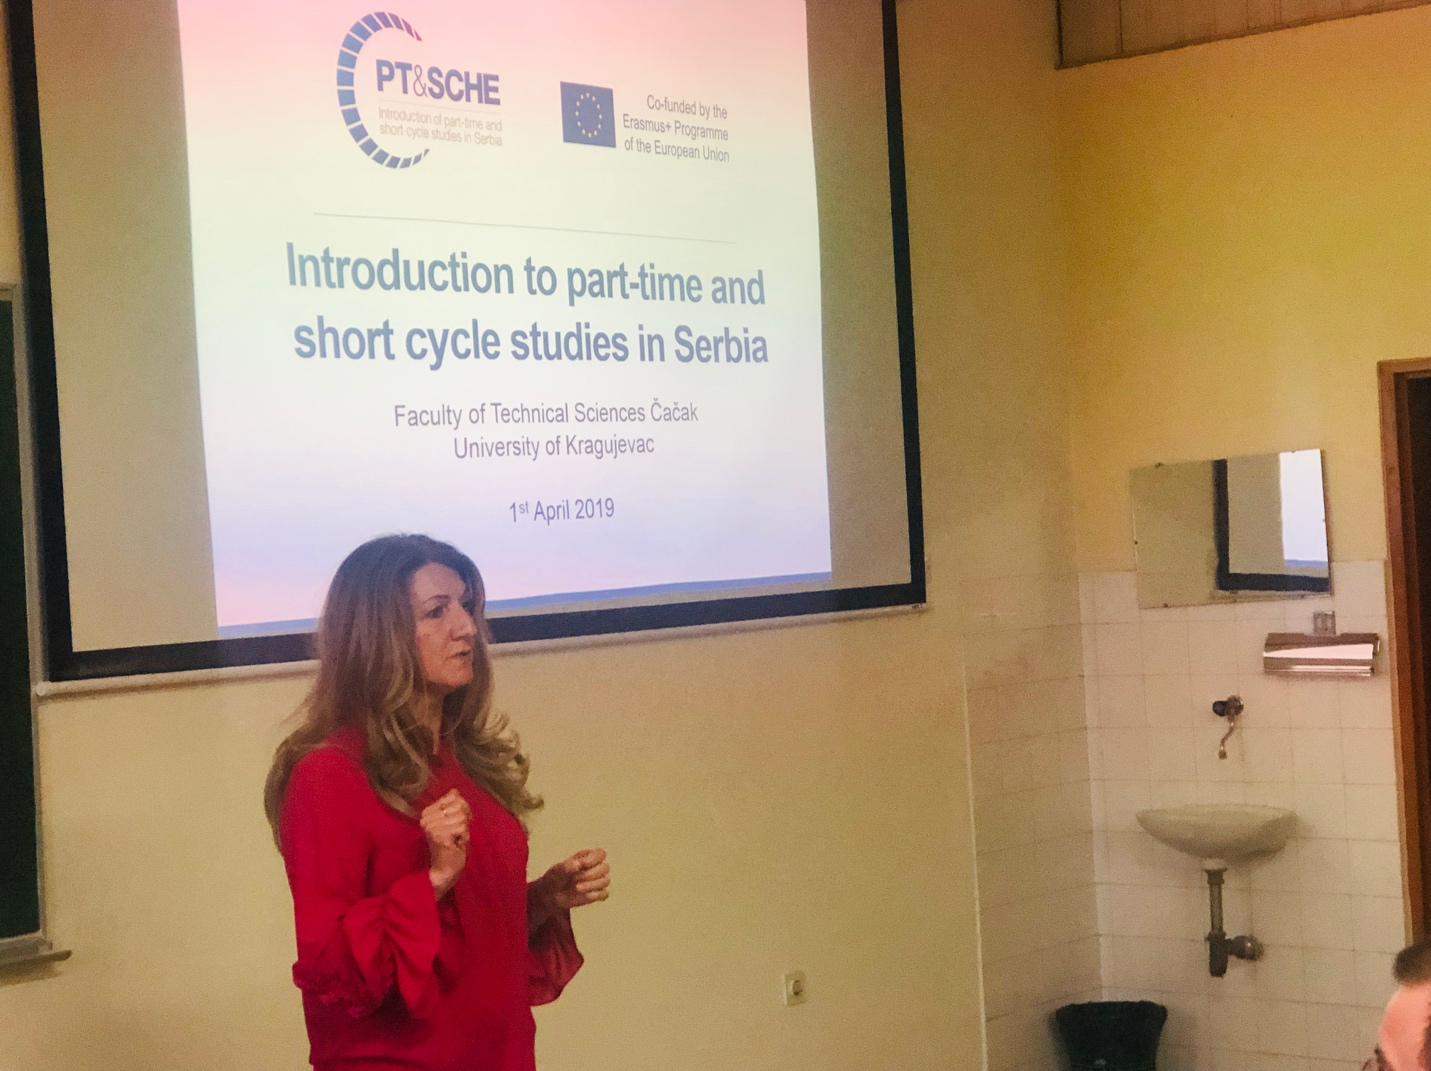 PT&SCHE
Introduction of part-time and
short cycle studies in Serbia
Co-funded by the
Erasmus+ Programme
of the European Union
Introduction to part-time and
short cycle studies in Serbia
Faculty of Technical Sciences Čačak
University of Kragujevac
1st April 2019